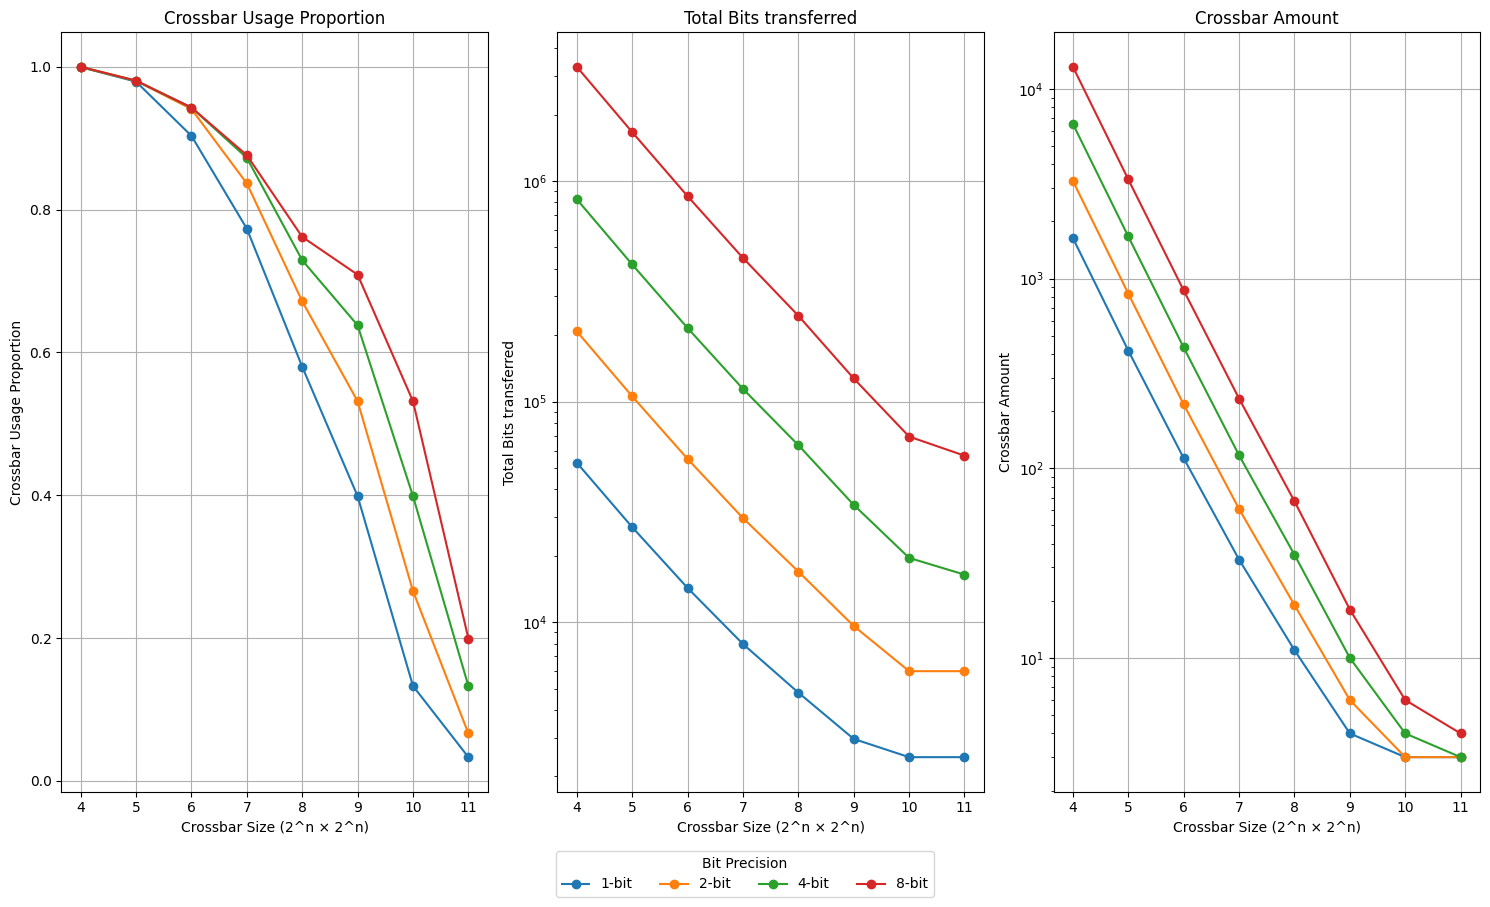 Crossbar Usage Proportion
Total Bits transferred
Crossbar Amount
Crossbar Usage Proportion
1.0
0.8
0.6
0.4
0.2
0.0
4 5 6 7 8 9 10 11
Crossbar Size (2^n × 2^n)
Total Bits transferred
10^6
10^5
10^4
4 5 6 7 8 9 10 11
Crossbar Size (2^n × 2^n)
Crossbar Amount
10^4
10^3
10^2
10^1
4 5 6 7 8 9 10 11
Crossbar Size (2^n × 2^n)
Bit Precision
1-bit 2-bit 4-bit 8-bit